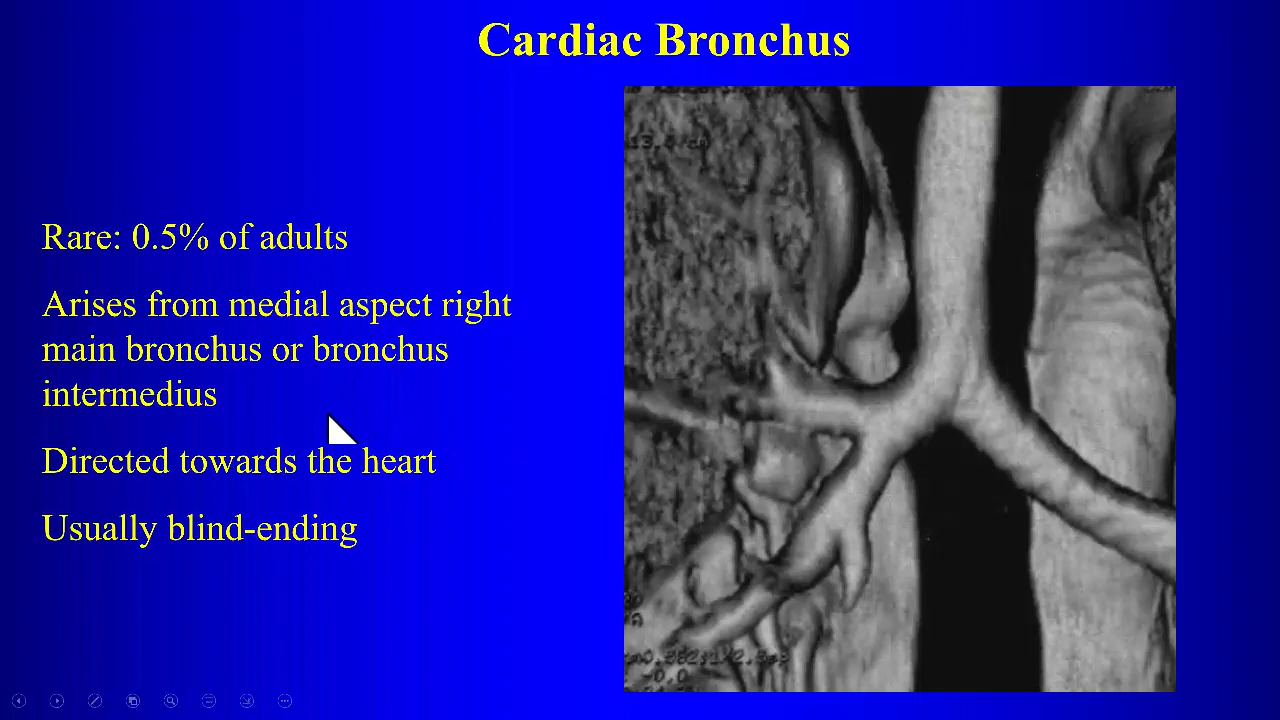 Cardiac Bronchus
Rare: 0.5% of adults
Arises from medial aspect right
main bronchus or bronchus
intermedius
Directed towards the heart
Usually blind-ending